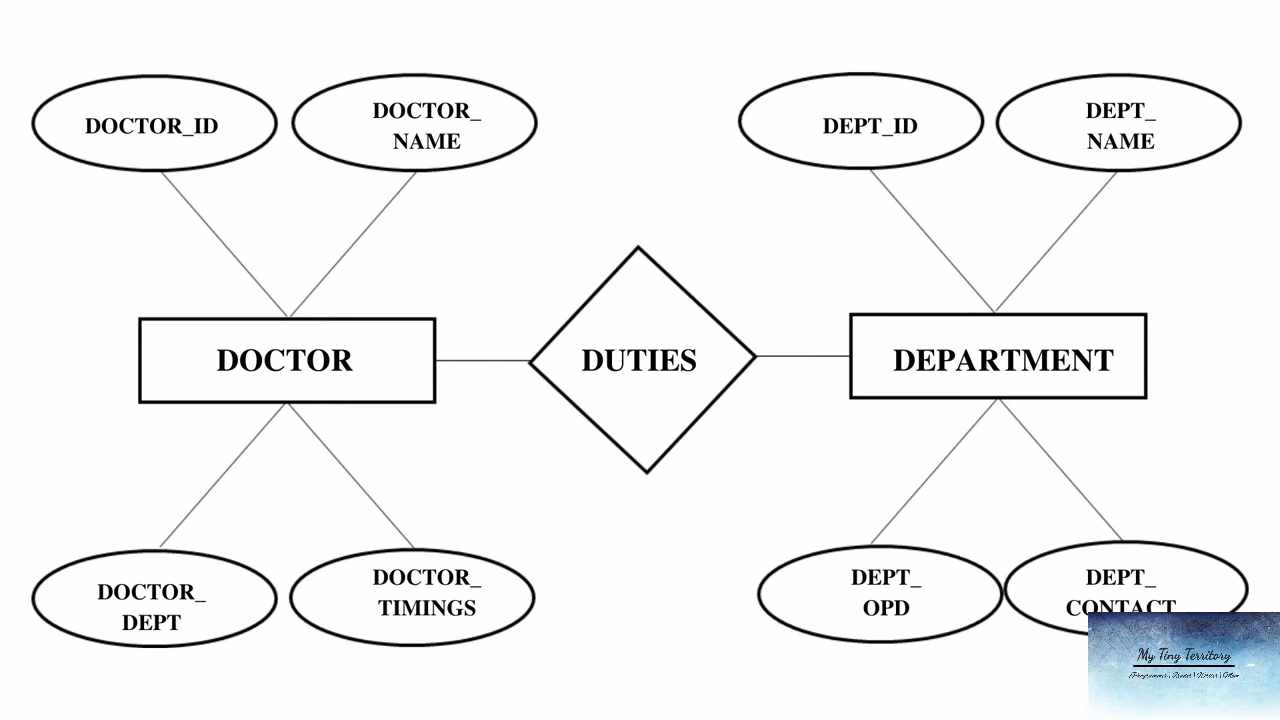 DOCTOR_ID
DOCTOR_
NAME
DEPT_ID
DEPT_
NAME
DOCTOR
DUTIES
DEPARTMENT
DOCTOR_
DEPT
DOCTOR_
TIMINGS
DEPT_
OPD
DEPT_
CONTACT
My Tiny Territory